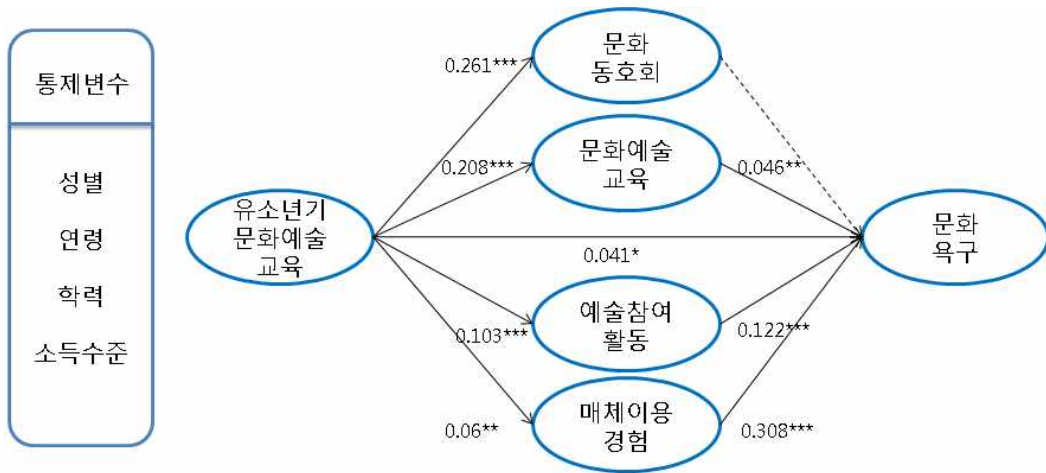 통제변수
성별
연령
학력
소득수준
유소년기
문화예술
교육
0.261***
0.208***
0.103***
0.06**
문화
동호회
문화예술
교육
0.041*
예술참여
활동
매체이용
경험
0.046**
0.122***
0.308***
문화
욕구